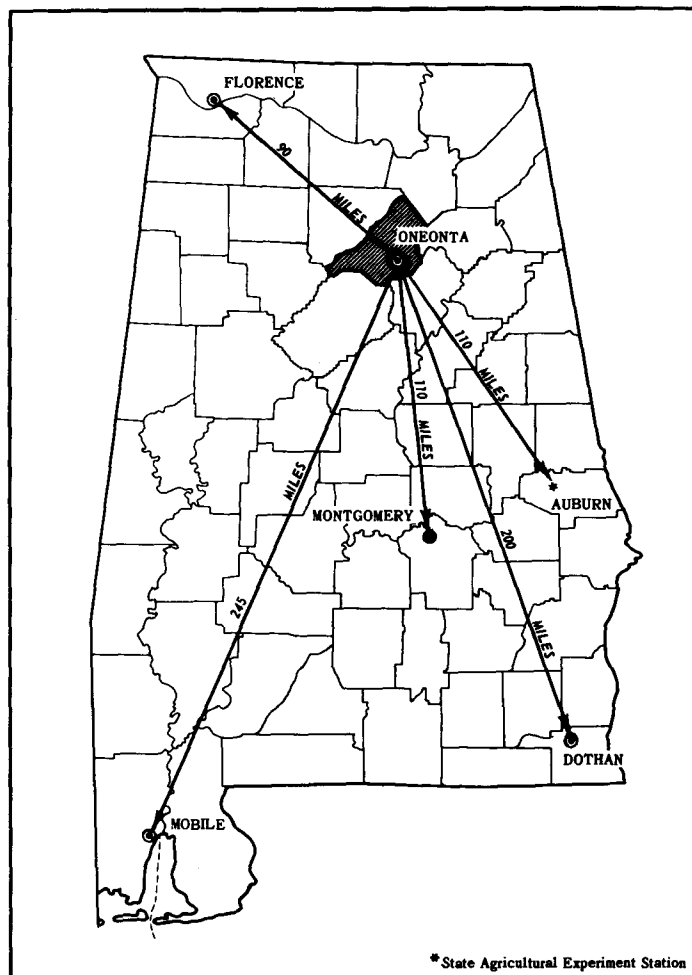 FLORENCE
90 MILES
ONEONTA
110 MILES
110 MILES
AUBURN
MONTGOMERY
200 MILES
245 MILES
DOTHAN
MOBILE
*State Agricultural Experiment Station